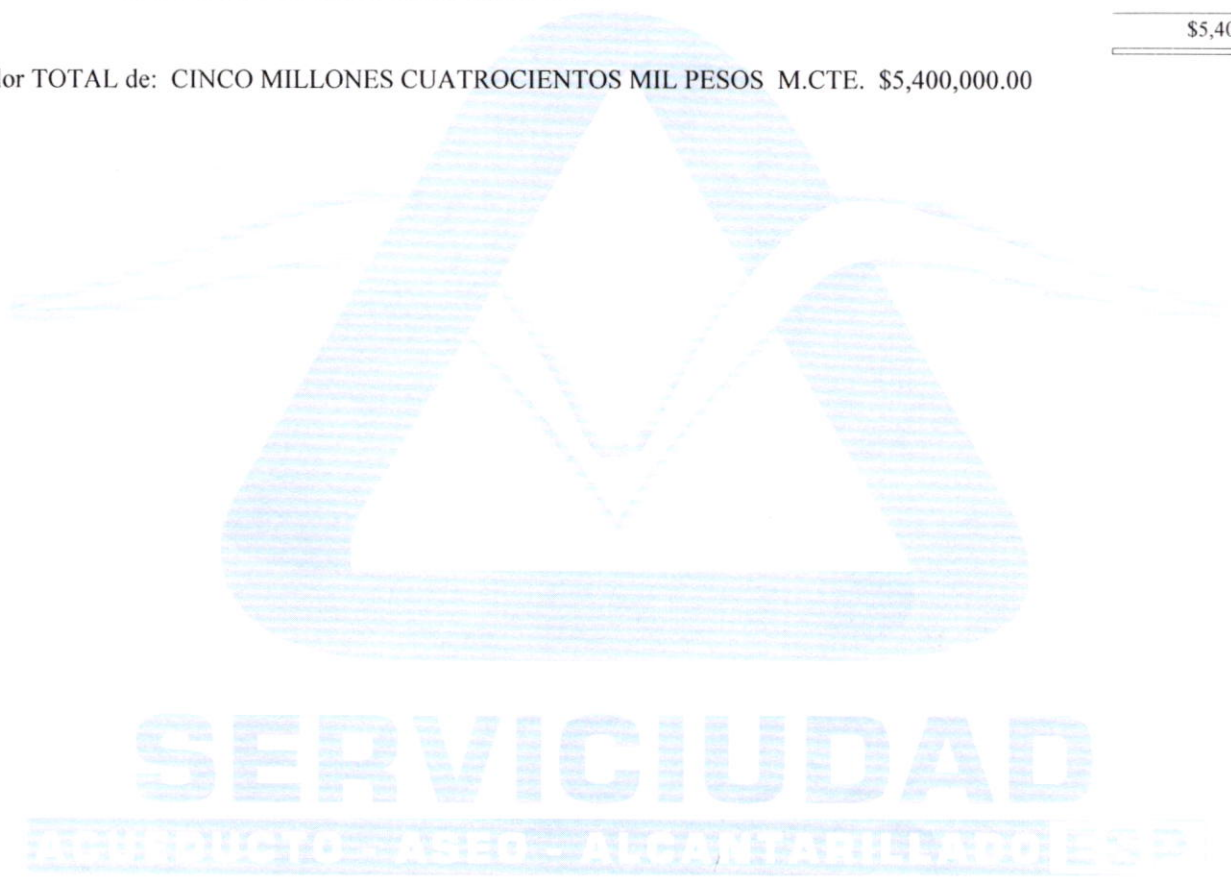 $5,40
lor TOTAL de: CINCO MILLONES CUATROCIENTOS MIL PESOS M.CTE. $5,400,000.00
SERVICIUDAD
ACUEDUCTO - ASEO - ALCANTARILLADO ESP